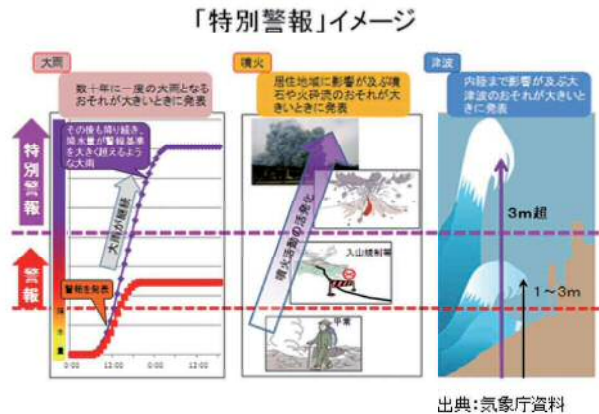 「特別警報」イメージ
大雨
数十年に一度の大雨となる
おそれが大きいときに発表
噴火
居住地域に影響が及ぶ噴
石や火砕流のおそれが大
きいときに発表
津波
内陸まで影響が及ぶ大
津波のおそれが大きいと
きに発表
特別警報
警報
その後も降り続き、
降水量が警報基準
を大きく超えるよう
な大雨
大雨が継続
警報を発表
降水量
0:00
12:00
0:00
12:00
噴火活動の活発化
入山規制等
平常
3m超
1~3m
出典:気象庁資料